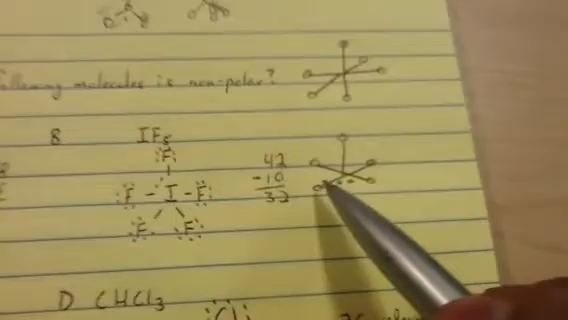 following molecules is non-polar?
8 IF5
F
42
F - I - F -10
32
F F
D CHCl3
Cl